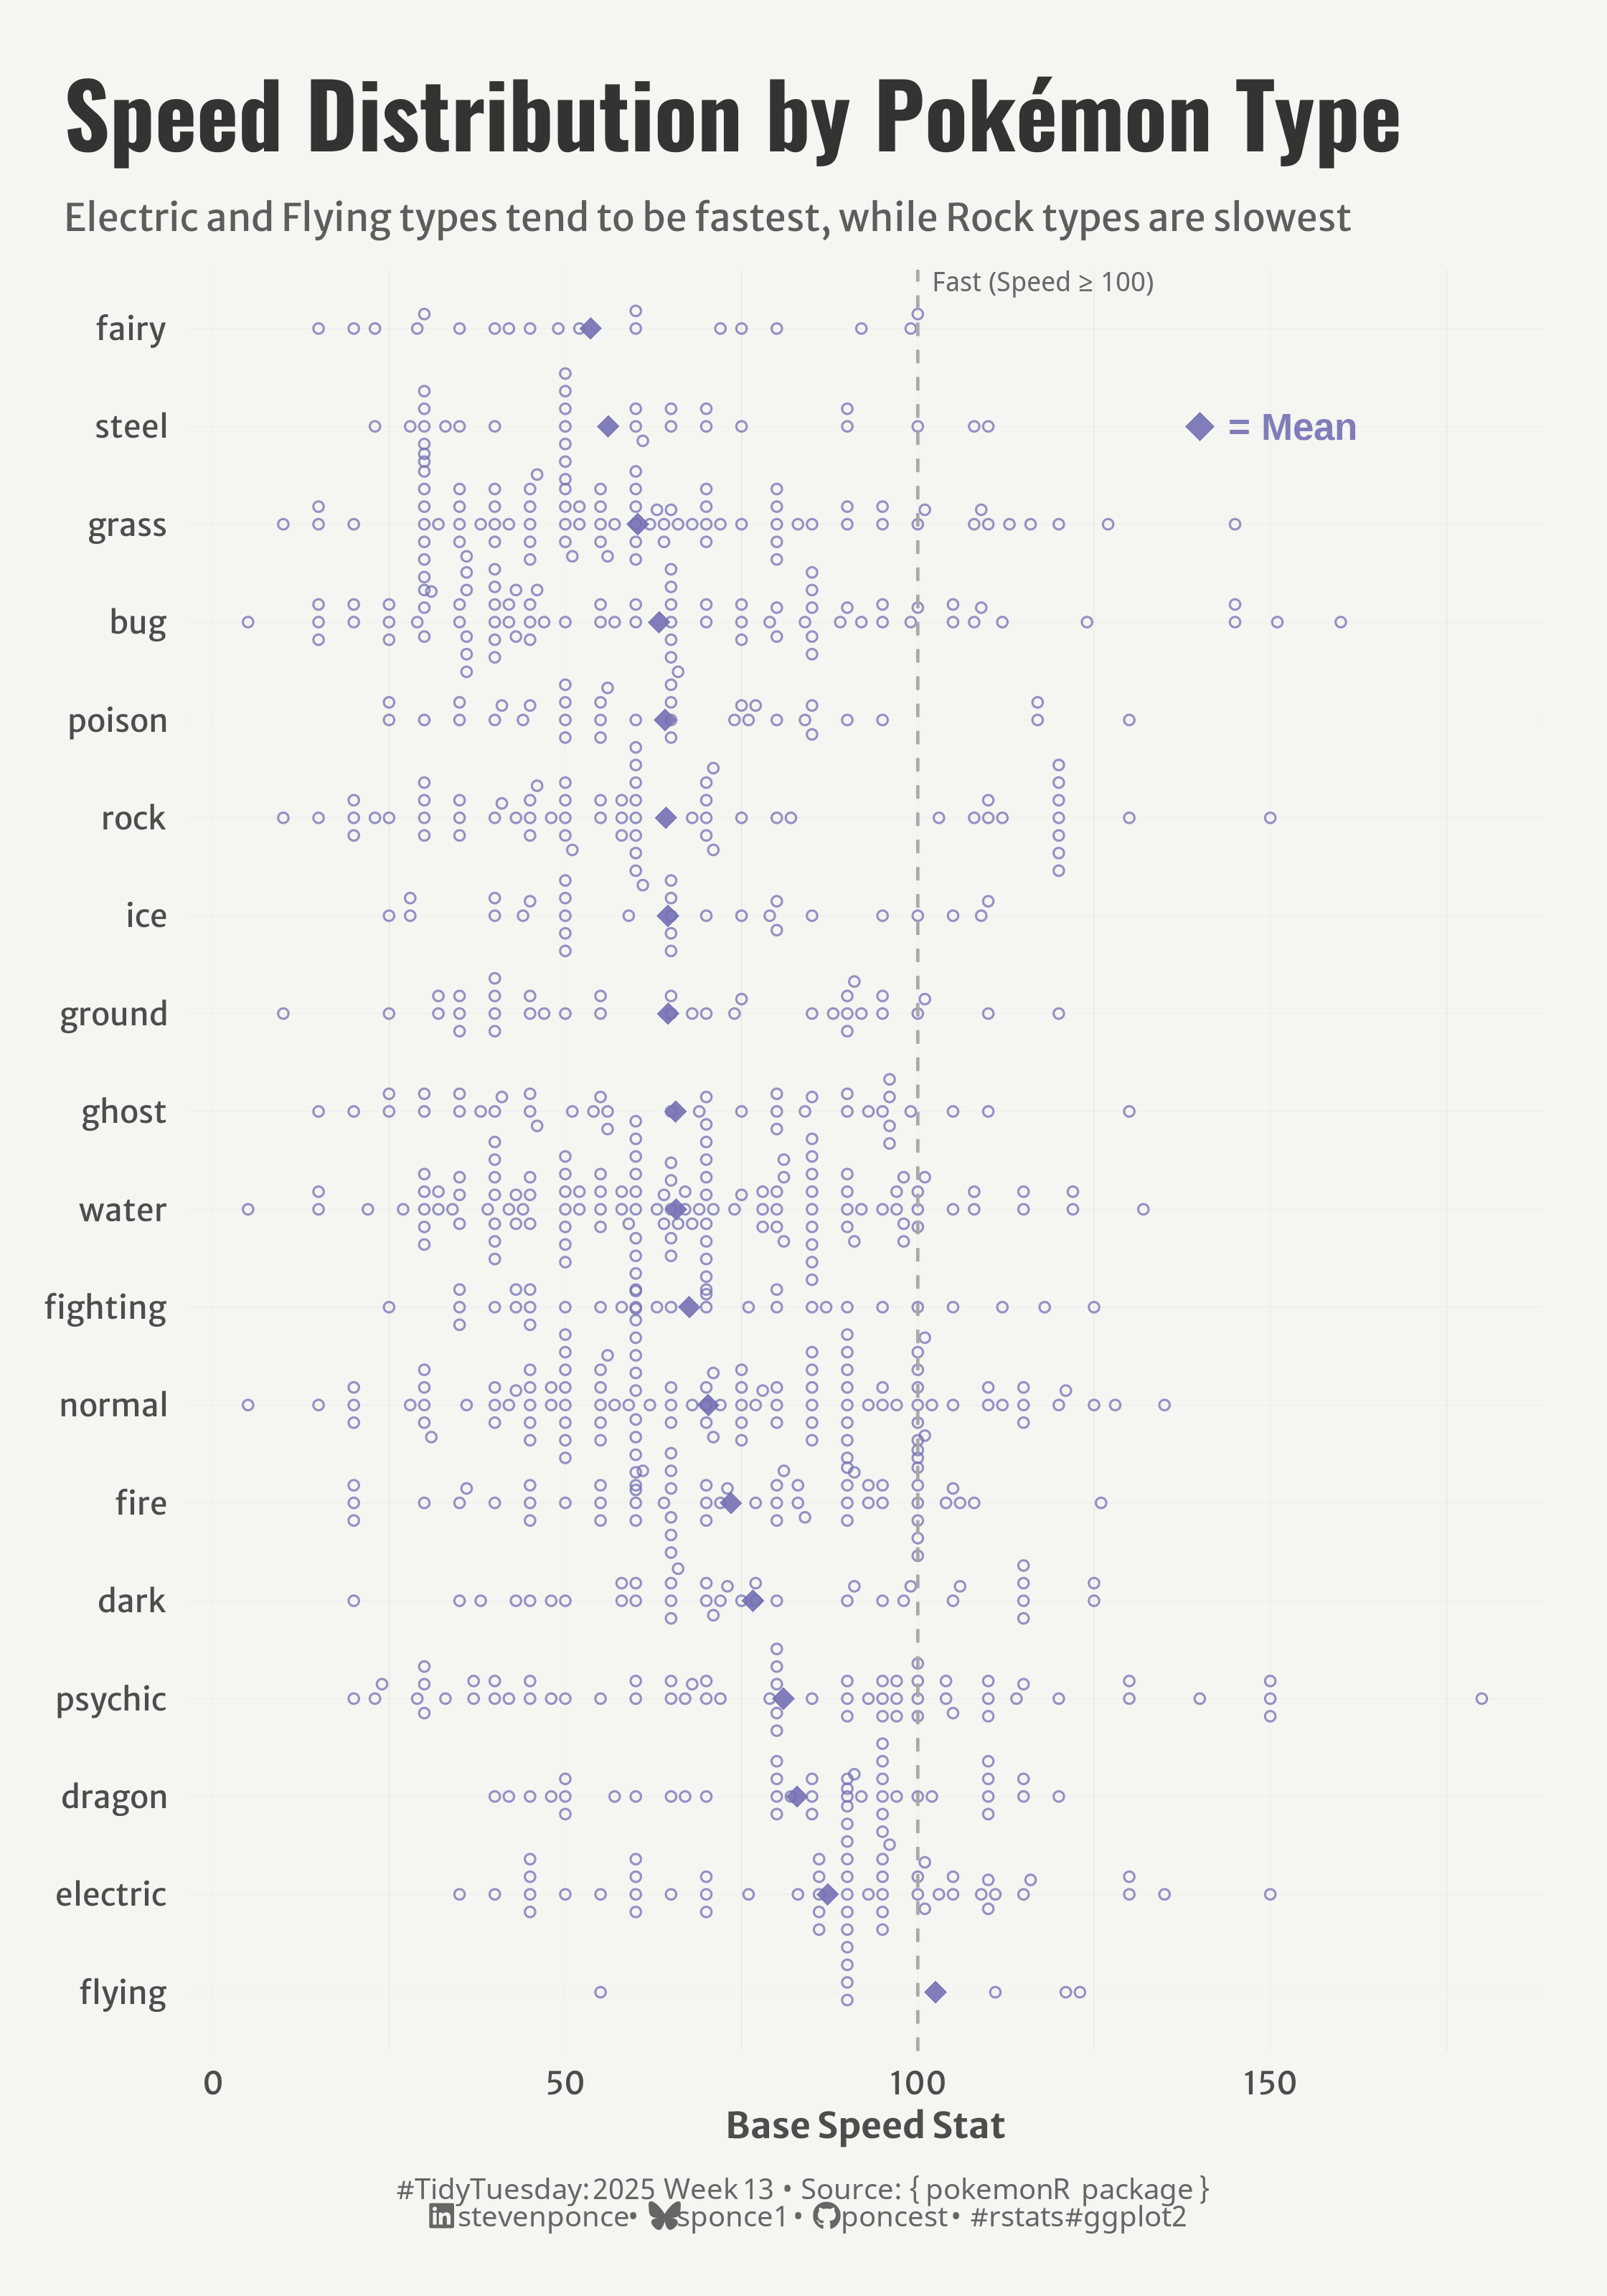 Speed Distribution by Pokémon Type
Electric and Flying types tend to be fastest, while Rock types are slowest
Fast (Speed ≥ 100)
fairy
steel
= Mean
grass
bug
poison
rock
ice
ground
ghost
water
fighting
normal
fire
dark
psychic
dragon
electric
flying
0 50 100 150
Base Speed Stat
#TidyTuesday: 2025 Week 13 • Source: { pokemonR package }
in stevenponce • sponce1 • poncest • #rstats #ggplot2